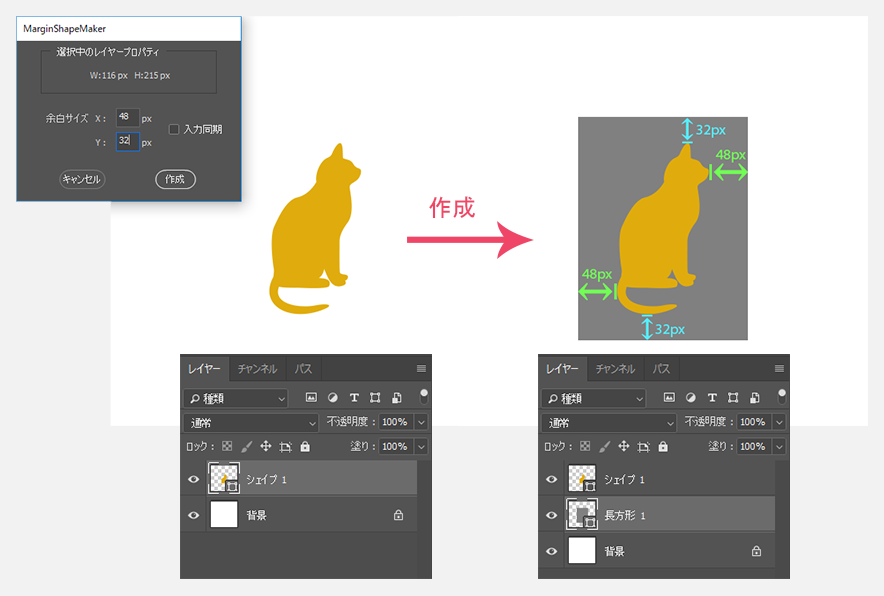 MarginShapeMaker
選択中のレイヤープロパティ
W:116 px H:215 px
余白サイズ X： 48 px
Y： 32 px
入力同期
キャンセル 作成
作成
32px
48px
48px
32px
レイヤー チャンネル パス
種類
通常 不透明度： 100%
ロック： 塗り： 100%
シェイプ 1
背景
レイヤー チャンネル パス
種類
通常 不透明度： 100%
ロック： 塗り： 100%
シェイプ 1
長方形 1
背景